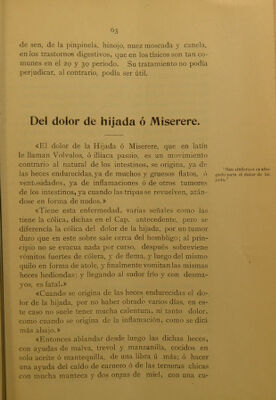 63
de sen, de la pinpinela, hinojo, nuez moscada y canela,
en los trastornos digestivos, que en los tísicos son tan co-
munes en el 2o y 3o periodo. Su tratamiento no podía
perjudicar, al contrario, podía ser útil.
Del dolor de hijada ó Miserere.
«El dolor de la Hijada ó Miserere, que en latín
le llaman Volvalos, ó illiaca passio, es un movimiento
contrario al natural de los intestinos, se origina, ya de
las heces endurecidas, ya de muchos y gruesos flatos, ó
ventosidades, ya de inflamaciones ó de otros tumores
de los intestinos, ya cuando las tripas se revuelven, atán-
dose en forma de nudos.»
«Tiene esta enfermedad, varias señales como las
tiene la cólica, dichas en el Cap. antecedente, pero se
diferencía la cólica del dolor de la hijada, por un tumor
duro que en este sobre sale cerca del hombligo; al prin-
cipio no se evacua nada por curso, después sobreviene
vómitos fuertes de cólera, y de flema, y luego del mismo
quilo en forma de atole, y finalmente vomitan las mismas
heces hediondas; y llegando al sudor frío y con desma-
yos, es fatal.»
«Cuando se origina de las heces endurecidas el do-
lor de la hijada, por no haber obrado varios días, en es-
te caso no suele tener mucha calentura, ni tanto dolor,
como cuando se origina de la inflamación, como se dirá
más abajo.»
«Entonces ablandar desde luego las dichas heces,
con ayudas de malva, trevol y manzanilla, cocidos en
solo aceite ó mantequilla, de una libra ú más; ó hacer
una ayuda del caldo de carnero ó de las terneras chicas
con mucha manteca y dos onzas de miel, con una cu-
para el dolor de